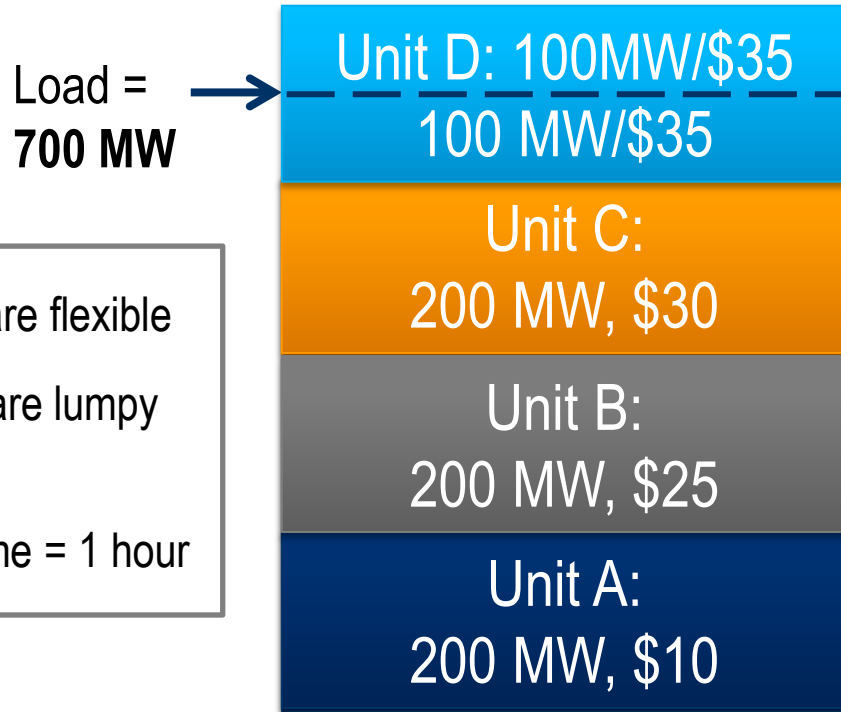 Load =
700 MW
Unit D: 100MW/$35
100 MW/$35
Unit C:
200 MW, $30
are flexible
are lumpy
= 1 hour
Unit B:
200 MW, $25
Unit A:
200 MW, $10